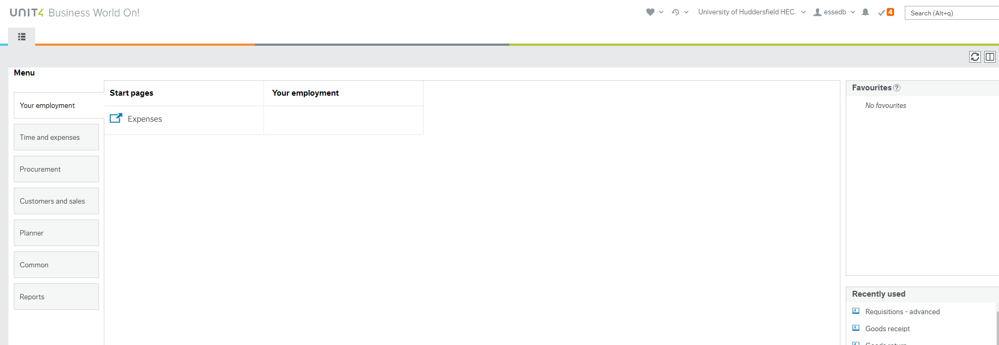 UNIT4 Business World On!
University of Huddersfield HEC
essedb
4
Search (Alt+q)
Menu
Your employment
Time and expenses
Procurement
Customers and sales
Planner
Common
Reports
Start pages
Your employment
Expenses
Favourites ?
No favourites
Recently used
Requisitions - advanced
Goods receipt
Goods return